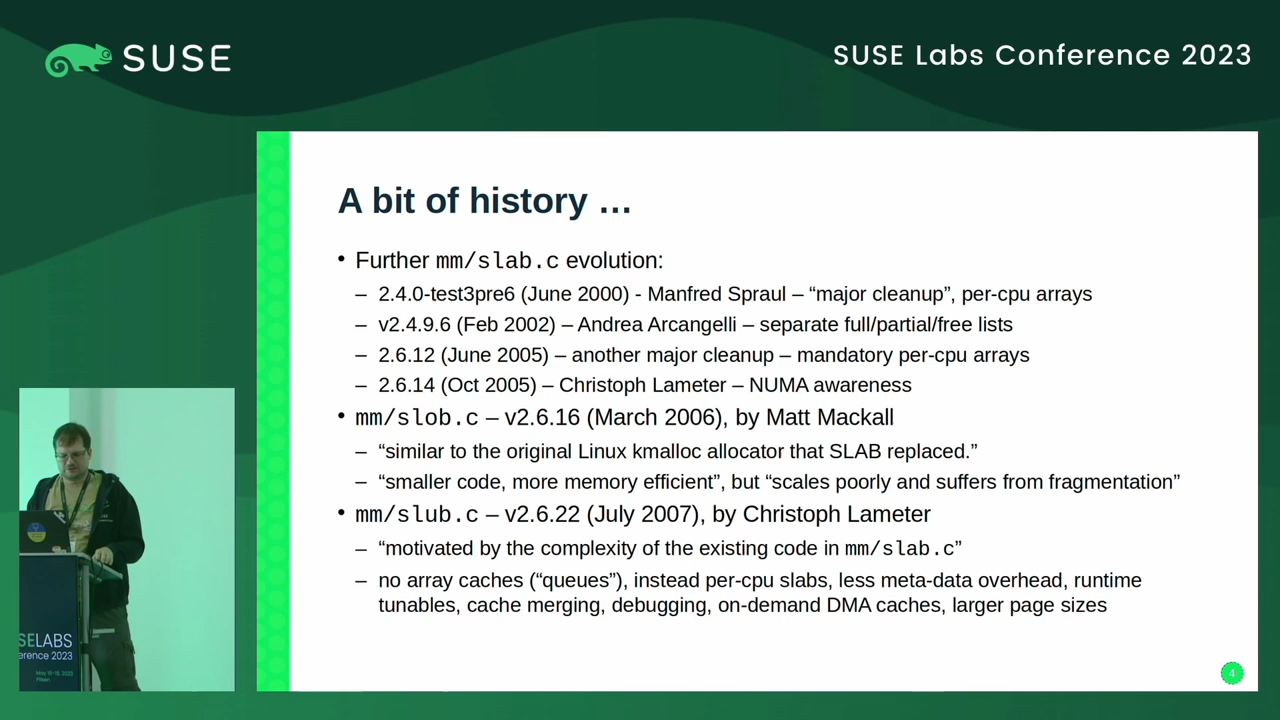 SUSE
SUSE Labs Conference 2023
A bit of history …
• Further mm/slab.c evolution:
– 2.4.0-test3pre6 (June 2000) - Manfred Spraul – “major cleanup”, per-cpu arrays
– v2.4.9.6 (Feb 2002) – Andrea Arcangelli – separate full/partial/free lists
– 2.6.12 (June 2005) – another major cleanup – mandatory per-cpu arrays
– 2.6.14 (Oct 2005) – Christoph Lameter – NUMA awareness
• mm/slob.c – v2.6.16 (March 2006), by Matt Mackall
– “similar to the original Linux kmalloc allocator that SLAB replaced.”
– “smaller code, more memory efficient”, but “scales poorly and suffers from fragmentation”
• mm/slub.c – v2.6.22 (July 2007), by Christoph Lameter
– “motivated by the complexity of the existing code in mm/slab.c”
– no array caches (“queues”), instead per-cpu slabs, less meta-data overhead, runtime
tunables, cache merging, debugging, on-demand DMA caches, larger page sizes
4
SELABS
erence 2023
May 16-18, 2023
Pilsen